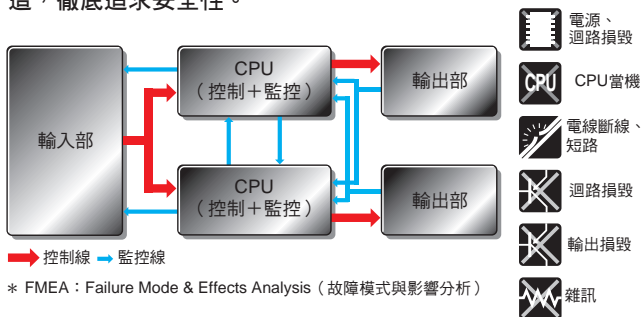 道，徹底追求安全性。
輸入部
CPU
（控制＋監控）
輸出部
CPU
（控制＋監控）
輸出部
控制線
監控線
＊ FMEA：Failure Mode & Effects Analysis（故障模式與影響分析）
電源、
迴路損毀
CPU
CPU當機
電線斷線、
短路
迴路損毀
輸出損毀
雜訊